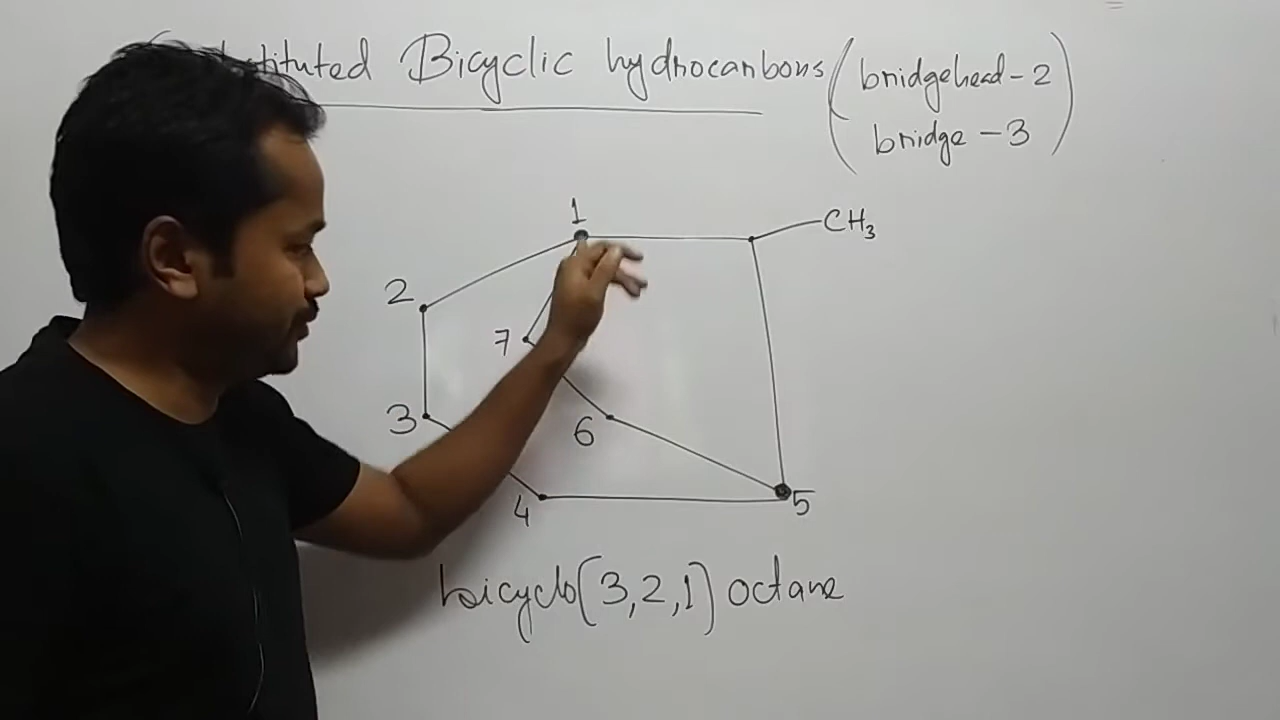 Bicyclic hydrocarbons (bridgehead - 2
bridge - 3)
1
CH₃
2
7
3
6
4
5
bicyclo(3,2,1) octane